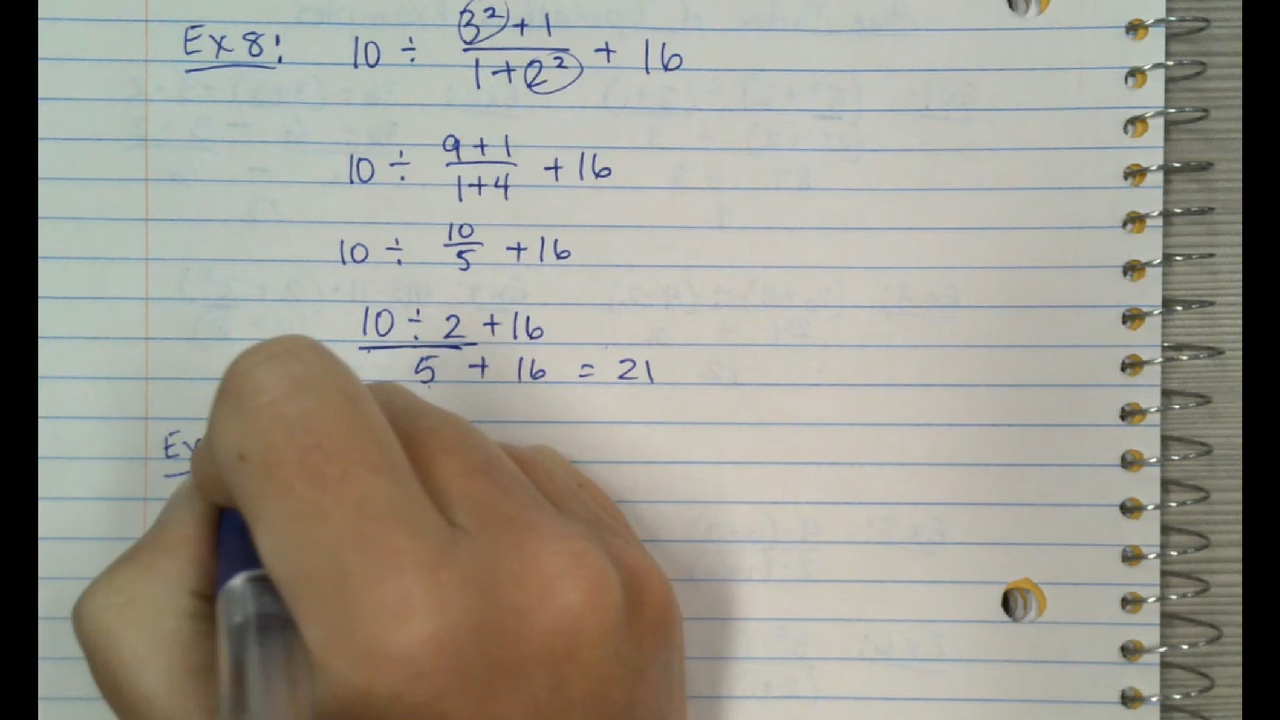 Ex 8: 10 ÷ (3² + 1)/(1 + 2²) + 16
10 ÷ (9 + 1)/(1 + 4) + 16
10 ÷ 10/5 + 16
10 ÷ 2 + 16
5 + 16 = 21
Ex